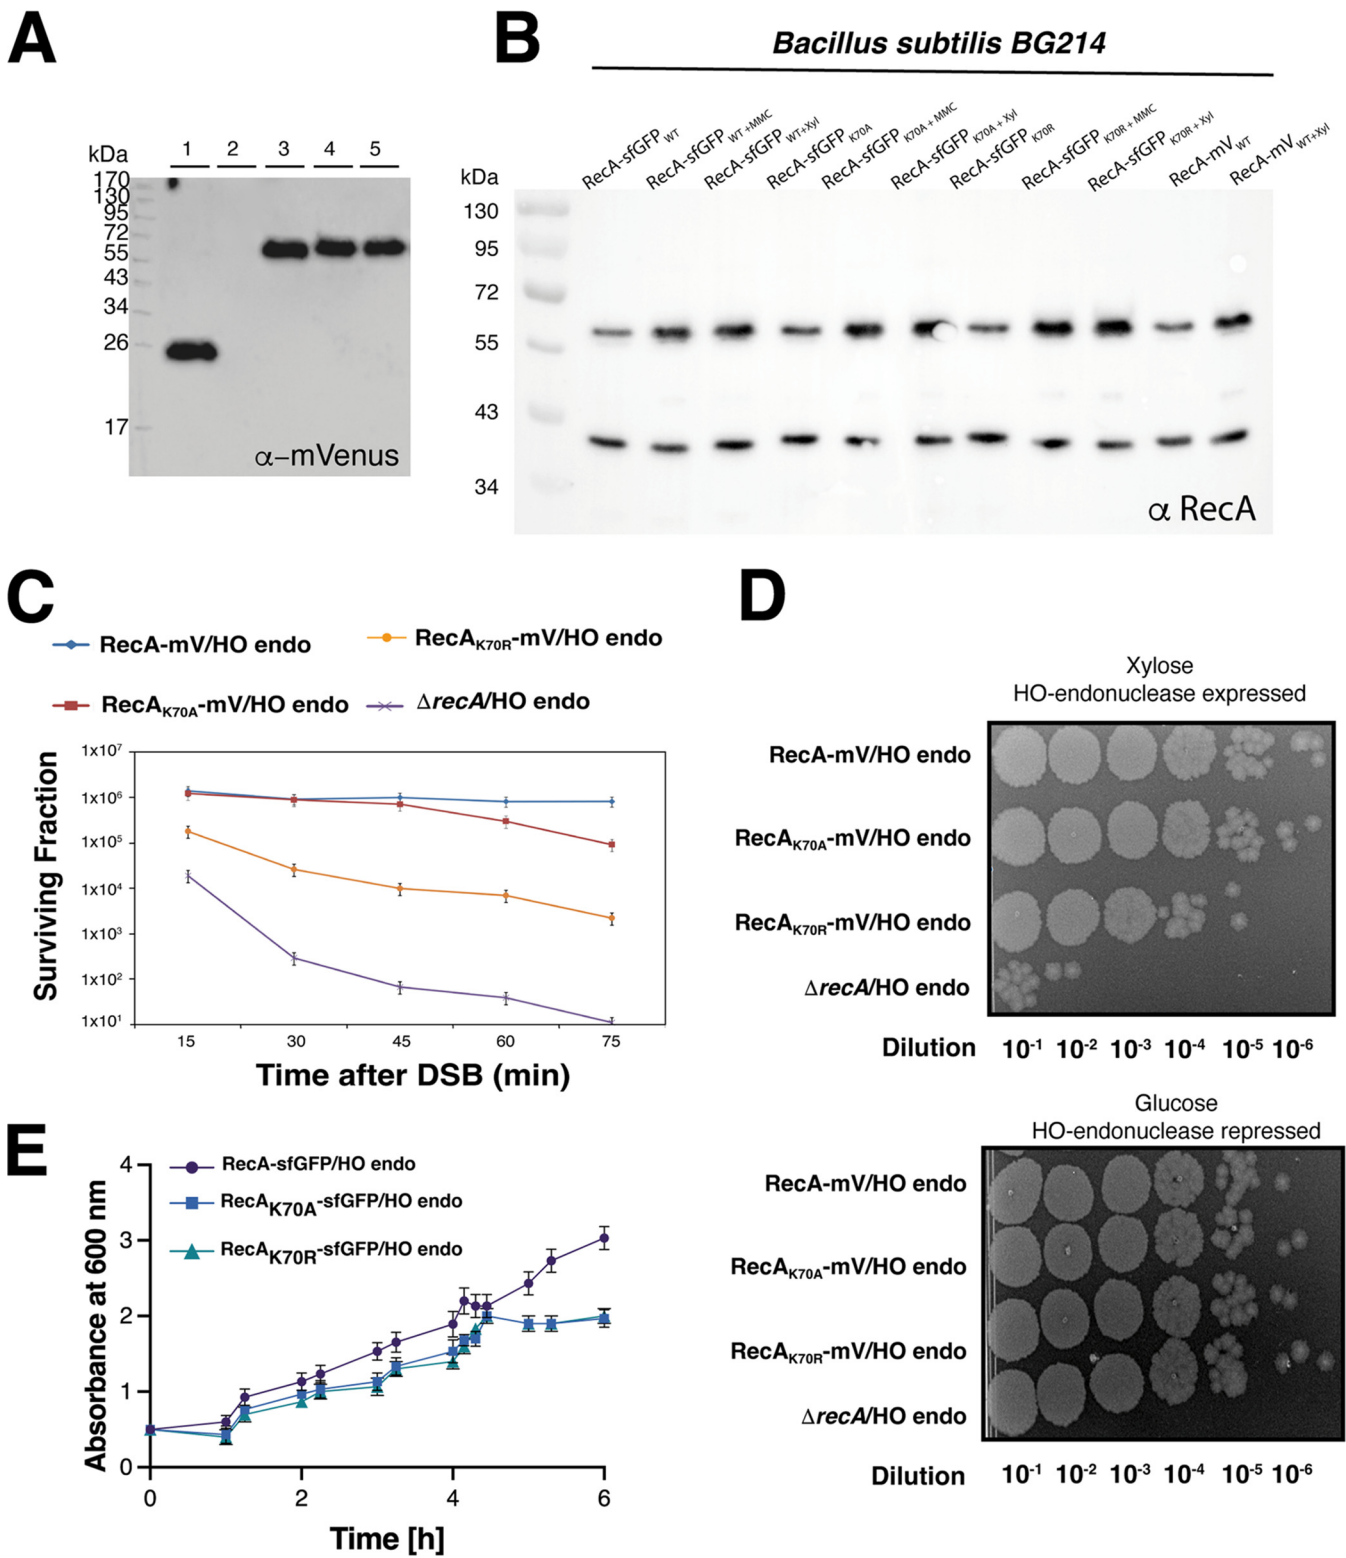 A
kDa
1 2 3 4 5
170
130
95
72
55
43
34
26
17
α–mVenus
B
Bacillus subtilis BG214
RecA-sfGFP WT
RecA-sfGFP WT +MMC
RecA-sfGFP WT+Xyl
RecA-sfGFP K70A
RecA-sfGFP K70A + MMC
RecA-sfGFP K70A + Xyl
RecA-sfGFP K70R
RecA-sfGFP K70R + MMC
RecA-sfGFP K70R + Xyl
RecA-mV WT
RecA-mV WT+Xyl
kDa
130
95
72
55
43
34
α RecA
C
RecA-mV/HO endo
RecAK70R-mV/HO endo
RecAK70A-mV/HO endo
ΔrecA/HO endo
Surviving Fraction
1x10⁷
1x10⁶
1x10⁵
1x10⁴
1x10³
1x10²
1x10¹
15 30 45 60 75
Time after DSB (min)
D
Xylose
HO-endonuclease expressed
RecA-mV/HO endo
RecAK70A-mV/HO endo
RecAK70R-mV/HO endo
ΔrecA/HO endo
Dilution 10⁻¹ 10⁻² 10⁻³ 10⁻⁴ 10⁻⁵ 10⁻⁶
Glucose
HO-endonuclease repressed
RecA-mV/HO endo
RecAK70A-mV/HO endo
RecAK70R-mV/HO endo
ΔrecA/HO endo
Dilution 10⁻¹ 10⁻² 10⁻³ 10⁻⁴ 10⁻⁵ 10⁻⁶
E
RecA-sfGFP/HO endo
RecAK70A-sfGFP/HO endo
RecAK70R-sfGFP/HO endo
Absorbance at 600 nm
4
3
2
1
0
0 2 4 6
Time [h]